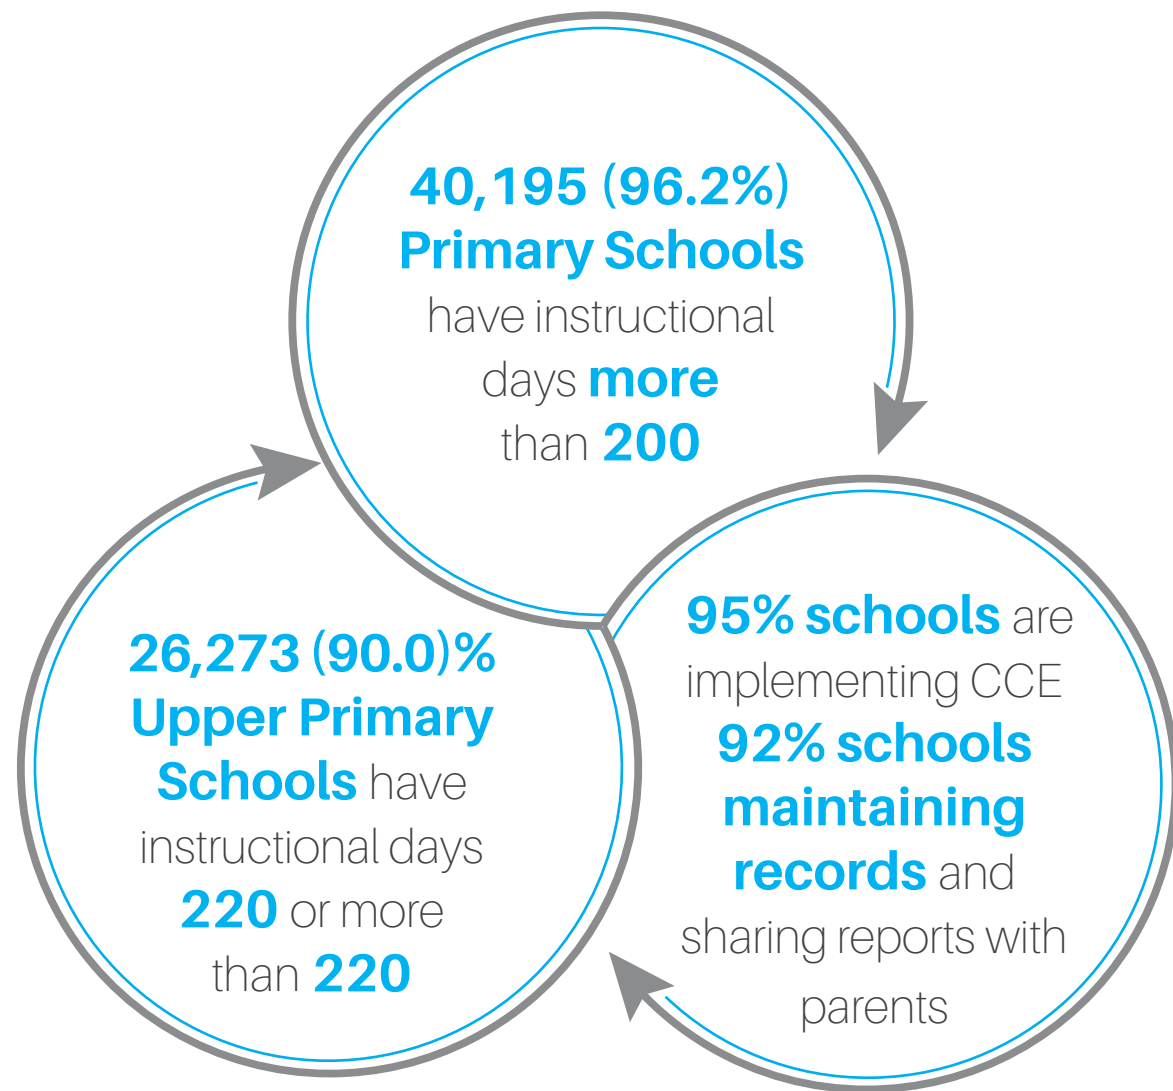 40,195 (96.2%)
Primary Schools
have instructional
days more
than 200
95% schools are
implementing CCE
92% schools
maintaining
records and
sharing reports with
parents
26,273 (90.0)%
Upper Primary
Schools have
instructional days
220 or more
than 220